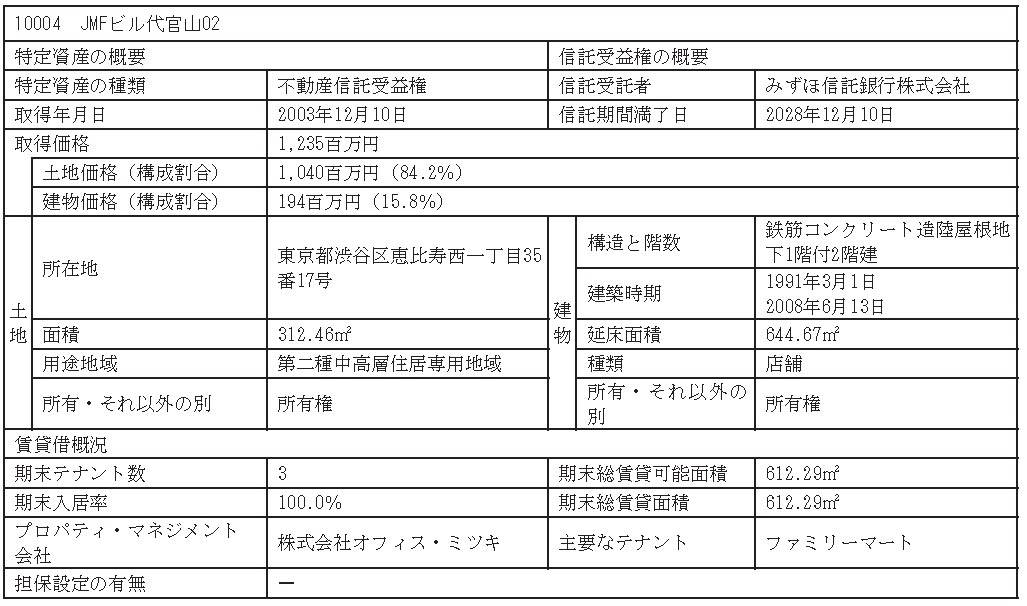 10004 JMFビル代官山02
特定資産の概要 信託受益権の概要
特定資産の種類 不動産信託受益権 信託受託者 みずほ信託銀行株式会社
取得年月日 2003年12月10日 信託期間満了日 2028年12月10日
取得価格 1,235百万円
土地価格（構成割合） 1,040百万円（84.2%）
建物価格（構成割合） 194百万円（15.8%）
土地
所在地
東京都渋谷区恵比寿西一丁目35
番17号
建物
構造と階数
鉄筋コンクリート造陸屋根地
下1階付2階建
建築時期
1991年3月1日
2008年6月13日
面積 312.46㎡ 延床面積 644.67㎡
用途地域 第二種中高層住居専用地域 種類 店舗
所有・それ以外の別 所有権
所有・それ以外の
別
所有権
賃貸借概況
期末テナント数 3 期末総賃貸可能面積 612.29㎡
期末入居率 100.0% 期末総賃貸面積 612.29㎡
プロパティ・マネジメント
会社
株式会社オフィス・ミツキ 主要なテナント ファミリーマート
担保設定の有無 －